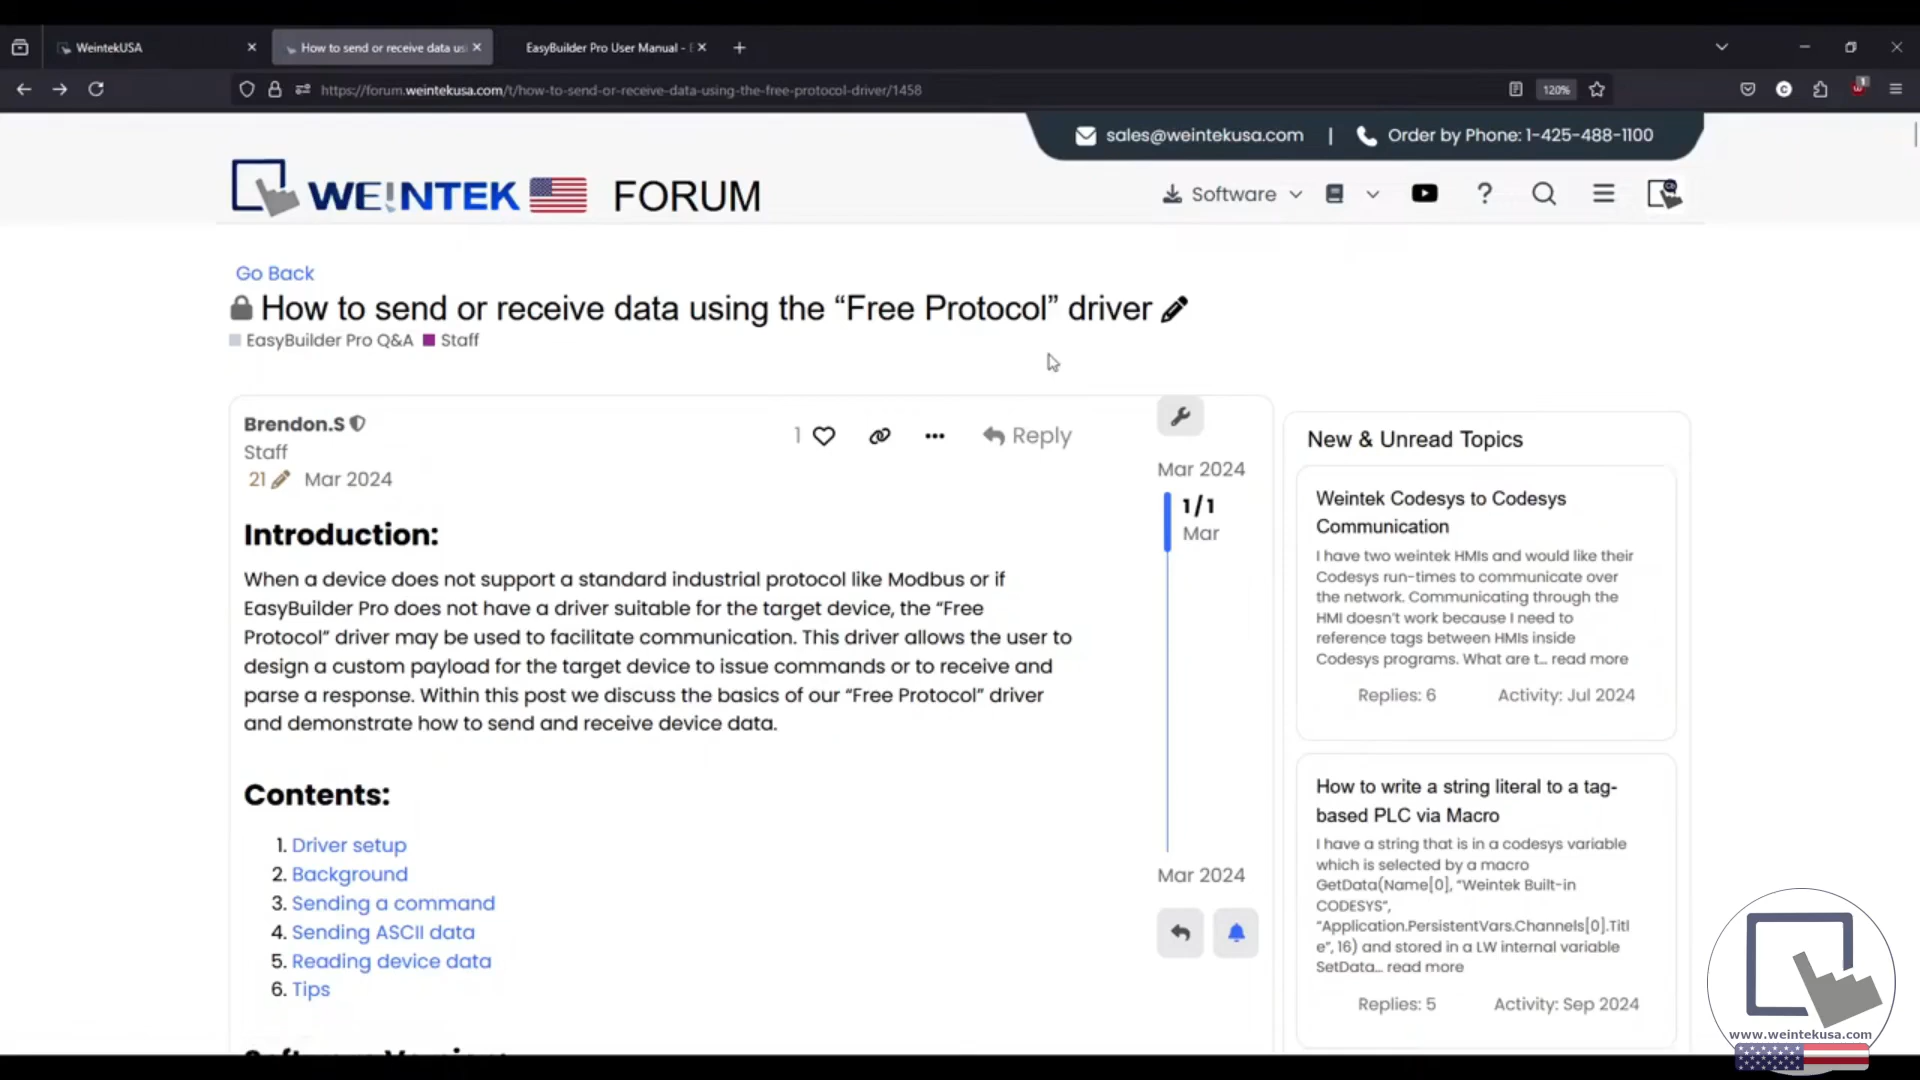 WeintekUSA
How to send or receive data usi
EasyBuilder Pro User Manual -
https://forum.weintekusa.com/t/how-to-send-or-receive-data-using-the-free-protocol-driver/1458
120%
1
sales@weintekusa.com | Order by Phone: 1-425-488-1100
WEINTEK FORUM
Software
Go Back
How to send or receive data using the “Free Protocol” driver
EasyBuilder Pro Q&A Staff
Brendon.S
Staff
21 Mar 2024
1
Reply
Introduction:
When a device does not support a standard industrial protocol like Modbus or if
EasyBuilder Pro does not have a driver suitable for the target device, the “Free
Protocol” driver may be used to facilitate communication. This driver allows the user to
design a custom payload for the target device to issue commands or to receive and
parse a response. Within this post we discuss the basics of our “Free Protocol” driver
and demonstrate how to send and receive device data.
Contents:
1. Driver setup
2. Background
3. Sending a command
4. Sending ASCII data
5. Reading device data
6. Tips
Mar 2024
1/1
Mar
Mar 2024
New & Unread Topics
Weintek Codesys to Codesys
Communication
I have two weintek HMIs and would like their
Codesys run-times to communicate over
the network. Communicating through the
HMI doesn’t work because I need to
reference tags between HMIs inside
Codesys programs. What are t… read more
Replies: 6 Activity: Jul 2024
How to write a string literal to a tag-
based PLC via Macro
I have a string that is in a codesys variable
which is selected by a macro
GetData(Name[0], “Weintek Built-in
CODESYS”,
“Application.PersistentVars.Channels[0].Titl
e”, 16) and stored in a LW internal variable
SetData… read more
Replies: 5 Activity: Sep 2024
www.weintekusa.com